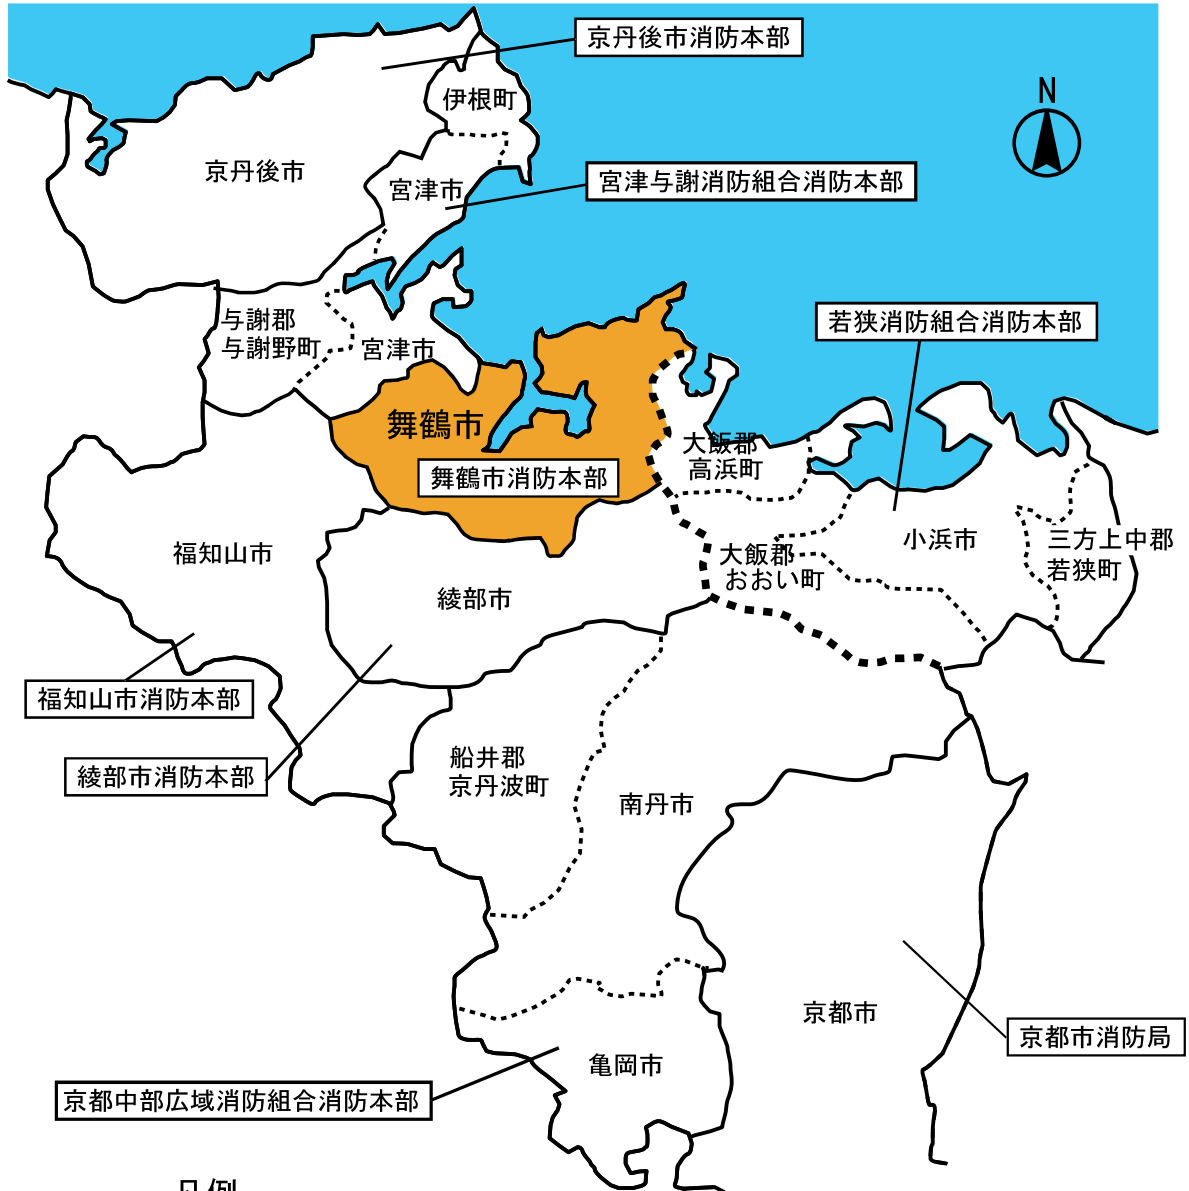 京丹後市消防本部
N
伊根町
京丹後市
宮津市
宮津与謝消防組合消防本部
与謝郡
与謝野町
宮津市
若狭消防組合消防本部
舞鶴市
大飯郡
高浜町
舞鶴市消防本部
福知山市
小浜市
三方上中郡
若狭町
大飯郡
おおい町
綾部市
福知山市消防本部
綾部市消防本部
船井郡
京丹波町
南丹市
京都市
京都市消防局
亀岡市
京都中部広域消防組合消防本部
凡例